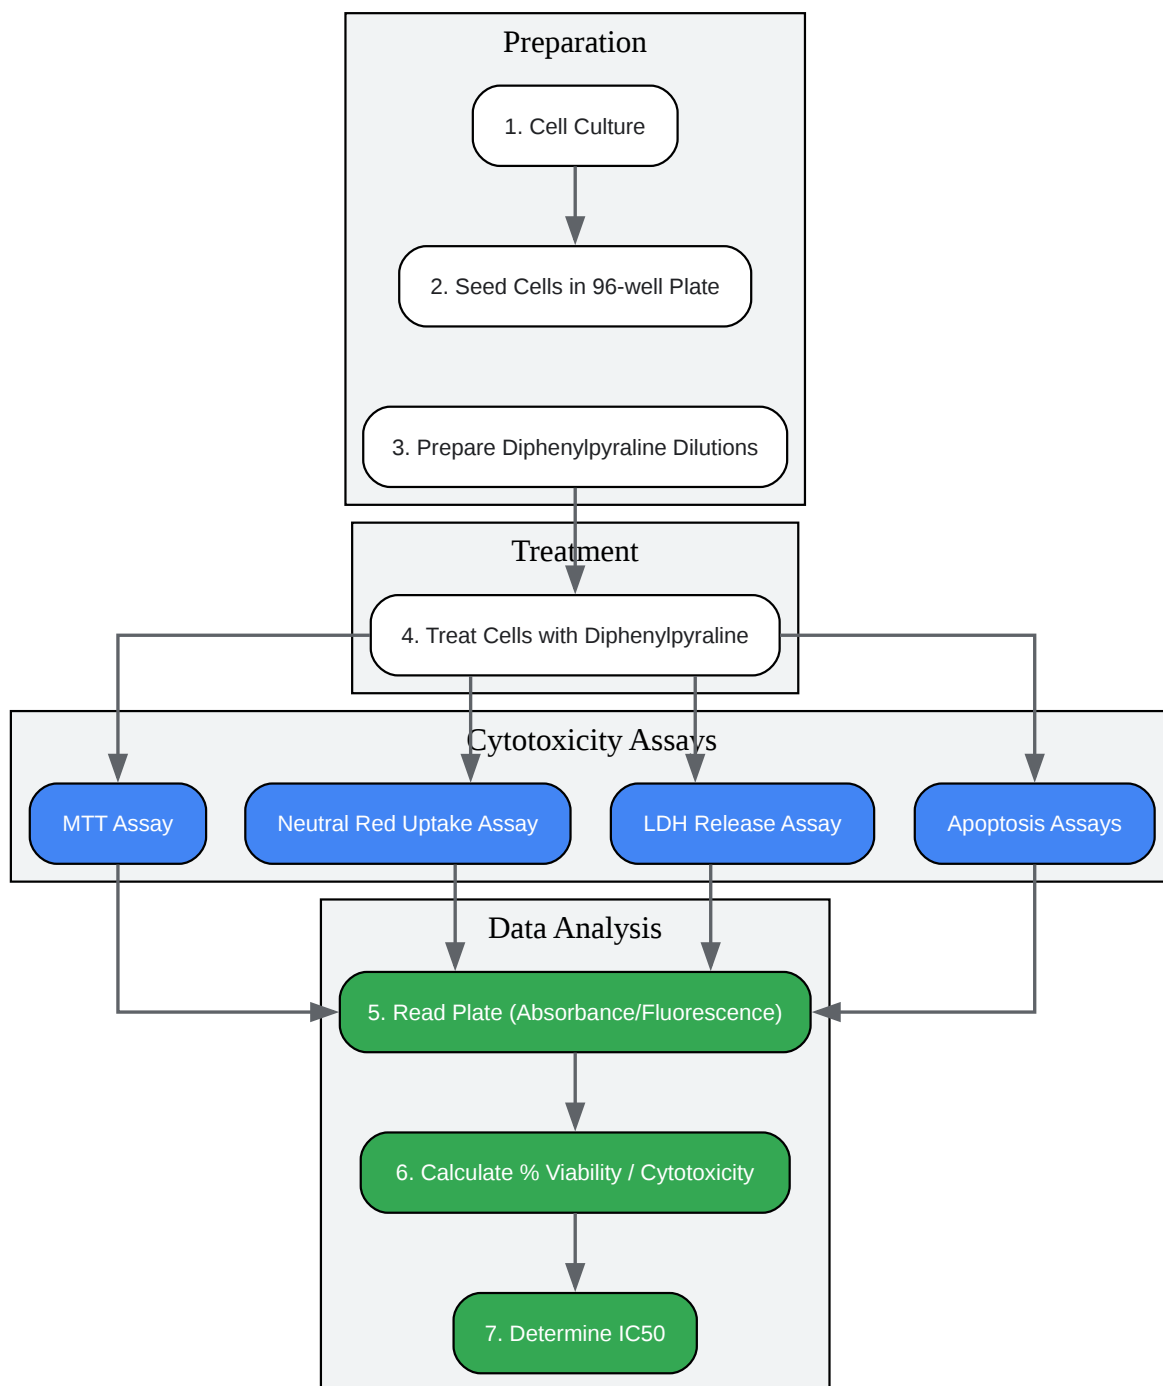 Preparation
1. Cell Culture
2. Seed Cells in 96-well Plate
3. Prepare Diphenylpyraline Dilutions
Treatment
4. Treat Cells with Diphenylpyraline
Cytotoxicity Assays
MTT Assay
Neutral Red Uptake Assay
LDH Release Assay
Apoptosis Assays
Data Analysis
5. Read Plate (Absorbance/Fluorescence)
6. Calculate % Viability / Cytotoxicity
7. Determine IC50